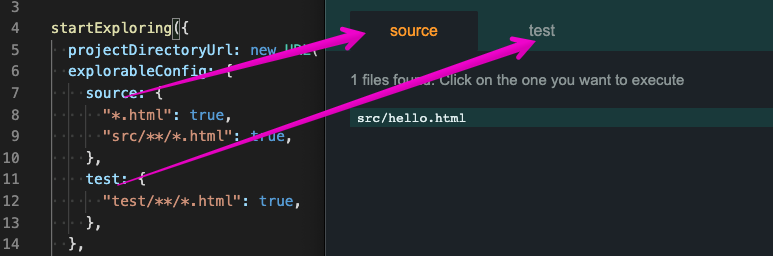 3
4 startExploring({
5 projectDirectoryUrl: new URL(
6 explorableConfig: {
7 source: {
8 "*.html": true,
9 "src/**/*.html": true,
10 },
11 test: {
12 "test/**/*.html": true,
13 },
14 },
source test
1 files found. Click on the one you want to execute
src/hello.html